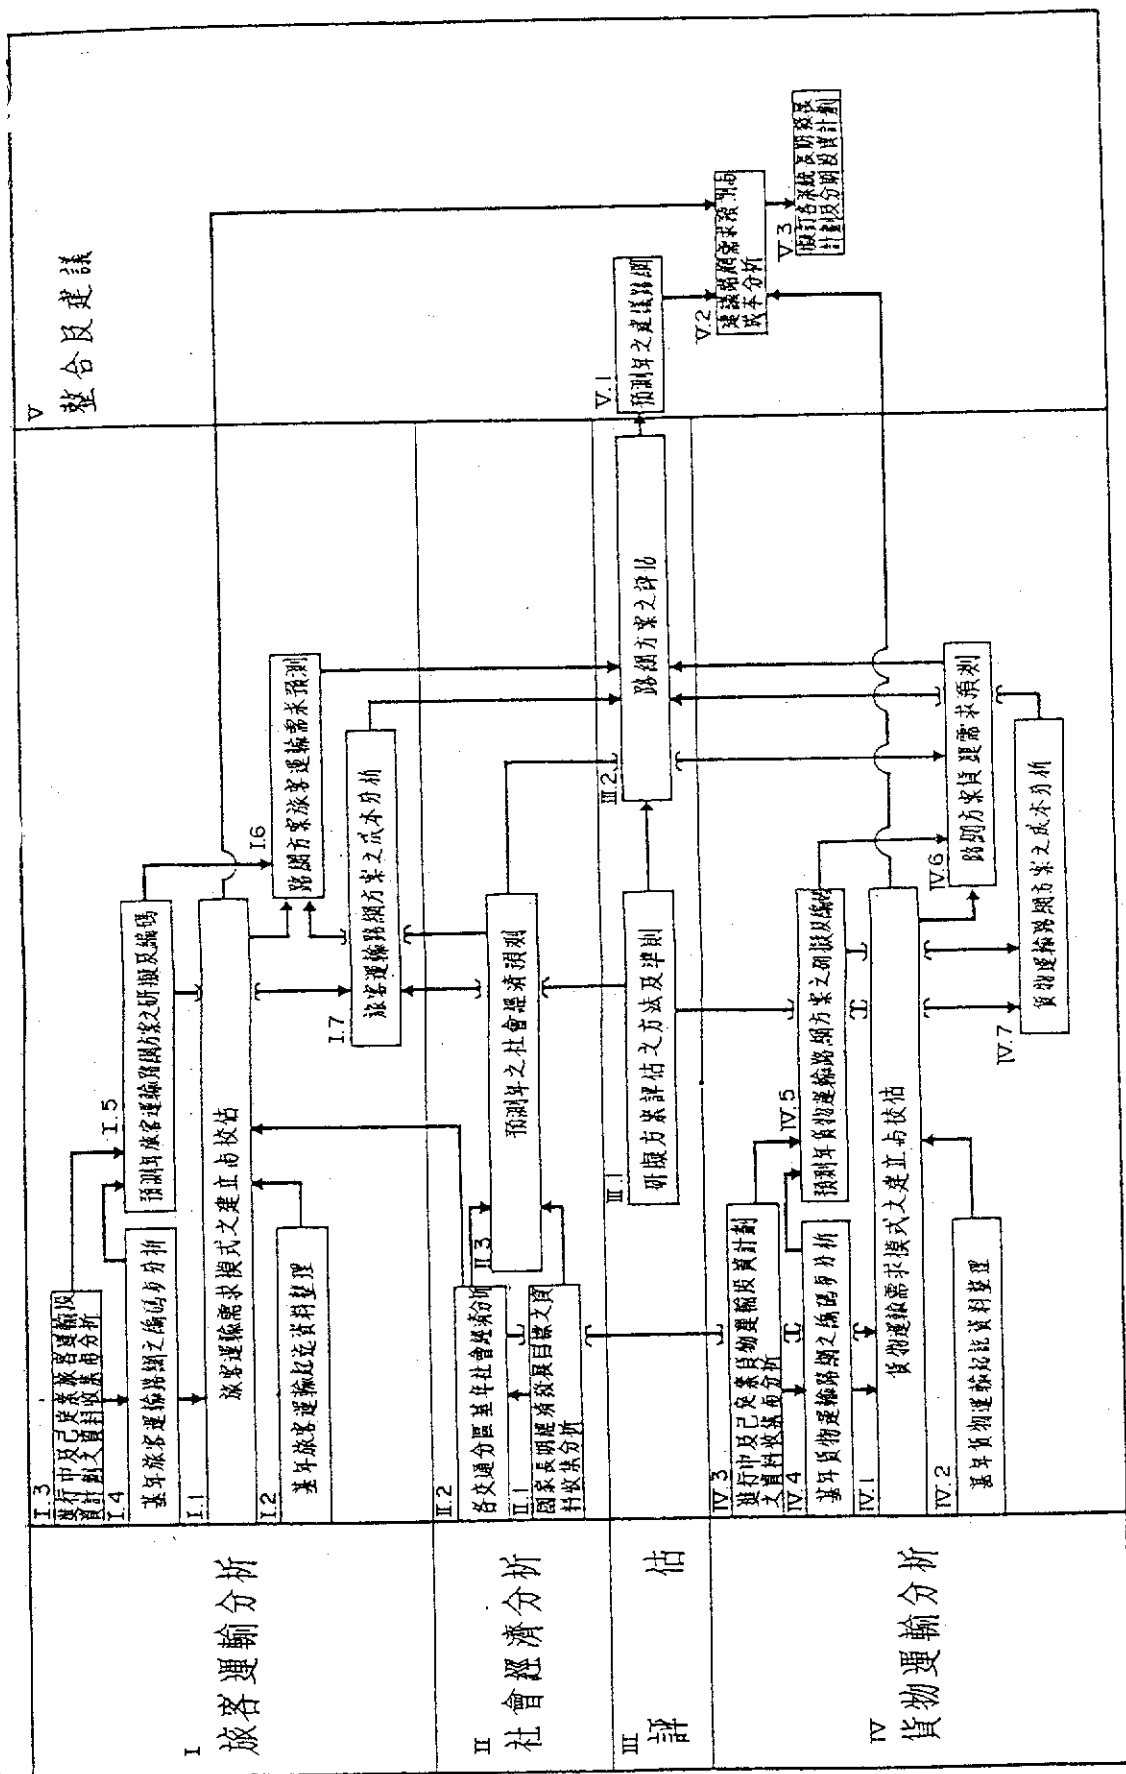 I
旅客運輸分析
I.3
進行中及已定案旅客運輸投
資計劃之資料收集與分析
I.4
基年旅客運輸路網之編碼與分析
I.1
旅客運輸需求模式之建立與校估
I.2
基年旅客運輸起迄資料整理
I.5
預測年旅客運輸路網方案之研擬及編碼
I.6
路網方案旅客運輸需求預測
I.7
旅客運輸路網方案之成本分析
II
社會經濟分析
II.2
各交通分區基年社會經濟分析
II.1
國家長期經濟發展目標之資
料收集分析
II.3
預測年之社會經濟預測
III
評估
III.1
研擬方案評估之方法及準則
III.2
路網方案之評估
IV
貨物運輸分析
IV.3
進行中及已定案貨物運輸投資計劃
之資料收集與分析
IV.4
基年貨物運輸路網之編碼與分析
IV.1
貨物運輸需求模式之建立與校估
IV.2
基年貨物運輸起訖資料整理
IV.5
預測年貨物運輸路網方案之研擬及編碼
IV.6
路網方案貨運需求預測
IV.7
貨物運輸路網方案之成本分析
V
整合及建議
V.1
預測年之建議路網
V.2
建議路網需求預測與
成本分析
V.3
擬訂各系統長期發展
計劃及分期投資計劃